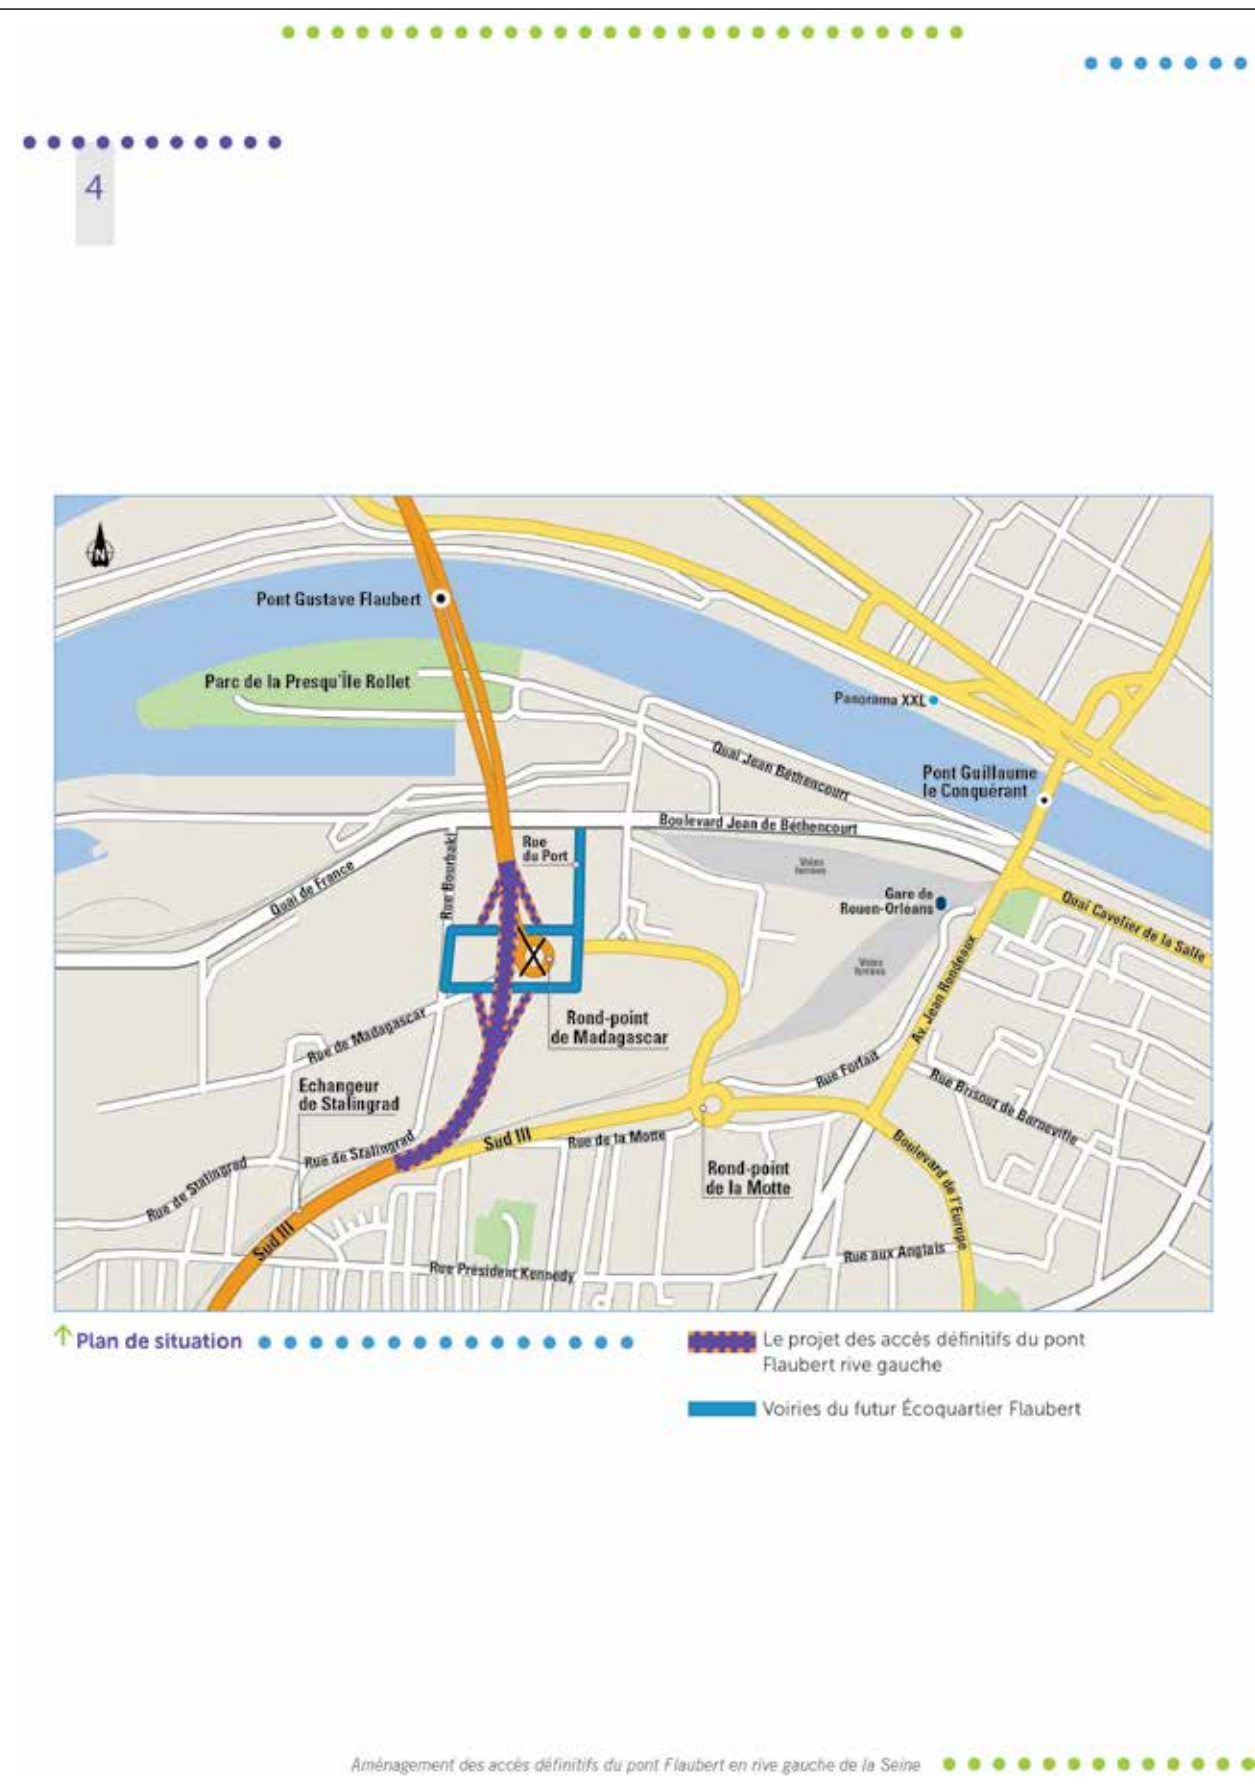 4
N
Pont Gustave Flaubert
Parc de la Presqu'Île Rollet
Panorama XXL
Quai Jean Béthencourt
Pont Guillaume
le Conquérant
Boulevard Jean de Béthencourt
Rue
du Port
Rue Bourbaki
Voies
ferrées
Quai de France
Gare de
Rouen-Orléans
Quai Cavelier de la Salle
Voies
ferrées
Av. Jean Rondeaux
Rond-point
de Madagascar
Rue de Madagascar
Rue Forfait
Echangeur
de Stalingrad
Rue Brisout de Barneville
Sud III
Rue de la Motte
Rue de Stalingrad
Rue de Stalingrad
Boulevard de l'Europe
Rond-point
de la Motte
Sud III
Rue aux Anglais
Rue Président Kennedy
↑ Plan de situation
Le projet des accès définitifs du pont
Flaubert rive gauche
Voiries du futur Écoquartier Flaubert
Aménagement des accès définitifs du pont Flaubert en rive gauche de la Seine